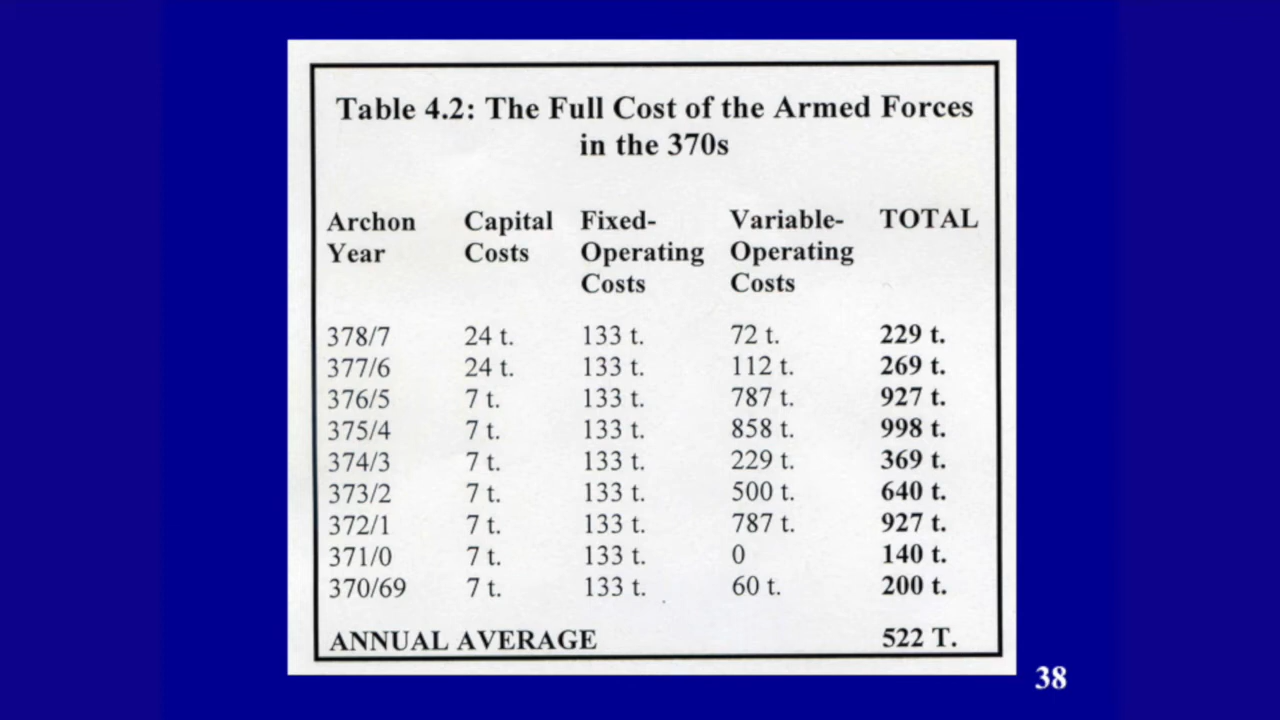 Table 4.2: The Full Cost of the Armed Forces
in the 370s
Archon Capital Fixed- Variable- TOTAL
Year Costs Operating Operating
Costs Costs
378/7 24 t. 133 t. 72 t. 229 t.
377/6 24 t. 133 t. 112 t. 269 t.
376/5 7 t. 133 t. 787 t. 927 t.
375/4 7 t. 133 t. 858 t. 998 t.
374/3 7 t. 133 t. 229 t. 369 t.
373/2 7 t. 133 t. 500 t. 640 t.
372/1 7 t. 133 t. 787 t. 927 t.
371/0 7 t. 133 t. 0 140 t.
370/69 7 t. 133 t. 60 t. 200 t.
ANNUAL AVERAGE 522 T.
38